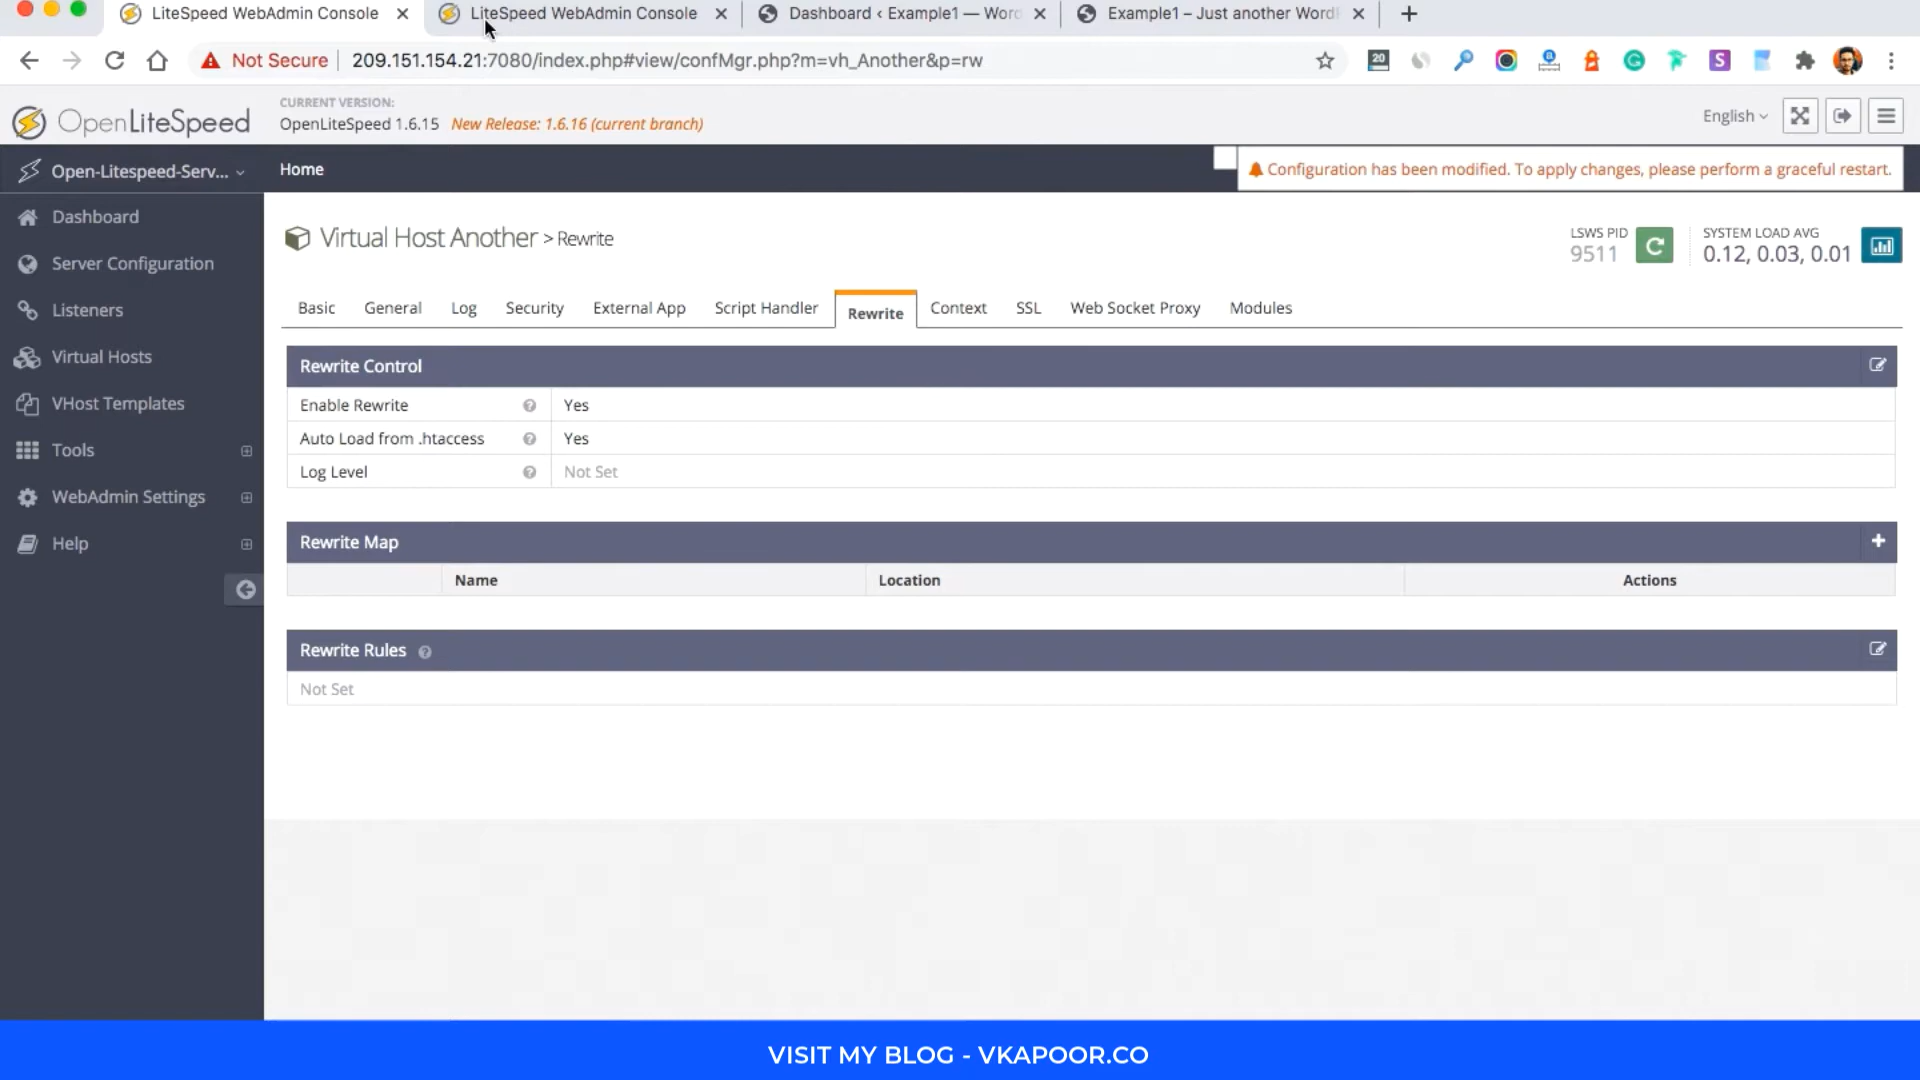 LiteSpeed WebAdmin Console
LiteSpeed WebAdmin Console
Dashboard ‹ Example1 — Word
Example1 – Just another Word
Not Secure
209.151.154.21:7080/index.php#view/confMgr.php?m=vh_Another&p=rw
20
S
OpenLiteSpeed
CURRENT VERSION:
OpenLiteSpeed 1.6.15 New Release: 1.6.16 (current branch)
English
Open-Litespeed-Serv...
Home
Configuration has been modified. To apply changes, please perform a graceful restart.
Dashboard
Server Configuration
Listeners
Virtual Hosts
VHost Templates
Tools
WebAdmin Settings
Help
Virtual Host Another > Rewrite
LSWS PID
9511
SYSTEM LOAD AVG
0.12, 0.03, 0.01
Basic General Log Security External App Script Handler Rewrite Context SSL Web Socket Proxy Modules
Rewrite Control
Enable Rewrite Yes
Auto Load from .htaccess Yes
Log Level Not Set
Rewrite Map
Name Location Actions
Rewrite Rules
Not Set
VISIT MY BLOG - VKAPOOR.CO